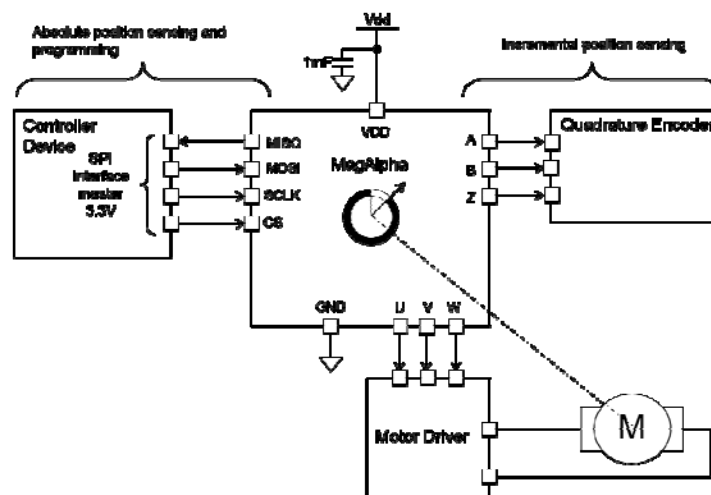 Absolute position sensing and
programming
Vdd
Incremental position sensing
1mF
Controller
Device
SPI
interface
master
3.3V
MISO
MOSI
SCLK
CS
VDD
MagAlpha
A
B
Z
Quadrature Encoder
GND
U
V
W
Motor Driver
M